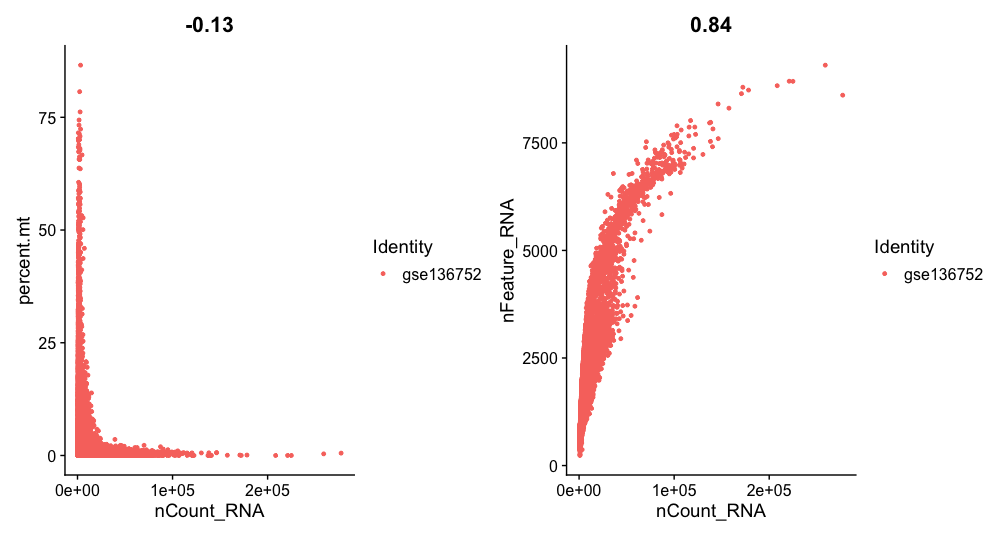 -0.13
percent.mt
75
50
25
0
0e+00 1e+05 2e+05
nCount_RNA
Identity
gse136752
0.84
nFeature_RNA
7500
5000
2500
0
0e+00 1e+05 2e+05
nCount_RNA
Identity
gse136752